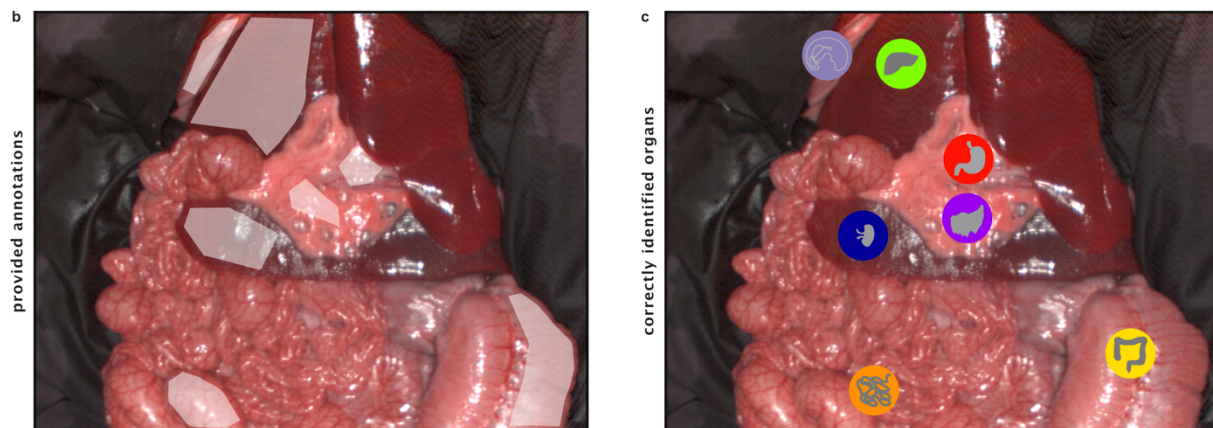 b
provided annotations
c
correctly identified organs